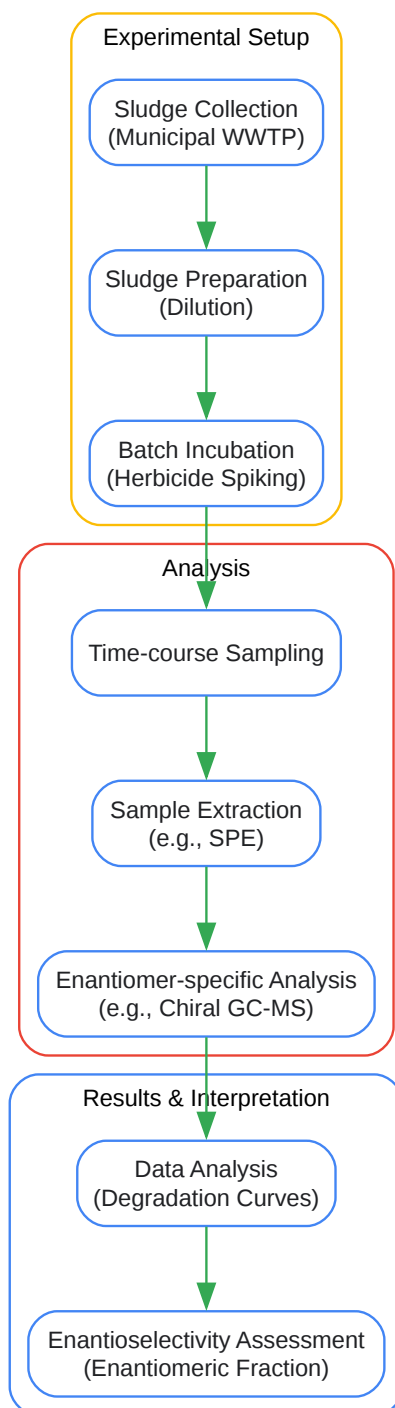 Experimental Setup
Sludge Collection
(Municipal WWTP)
Sludge Preparation
(Dilution)
Batch Incubation
(Herbicide Spiking)
Analysis
Time-course Sampling
Sample Extraction
(e.g., SPE)
Enantiomer-specific Analysis
(e.g., Chiral GC-MS)
Results & Interpretation
Data Analysis
(Degradation Curves)
Enantioselectivity Assessment
(Enantiomeric Fraction)